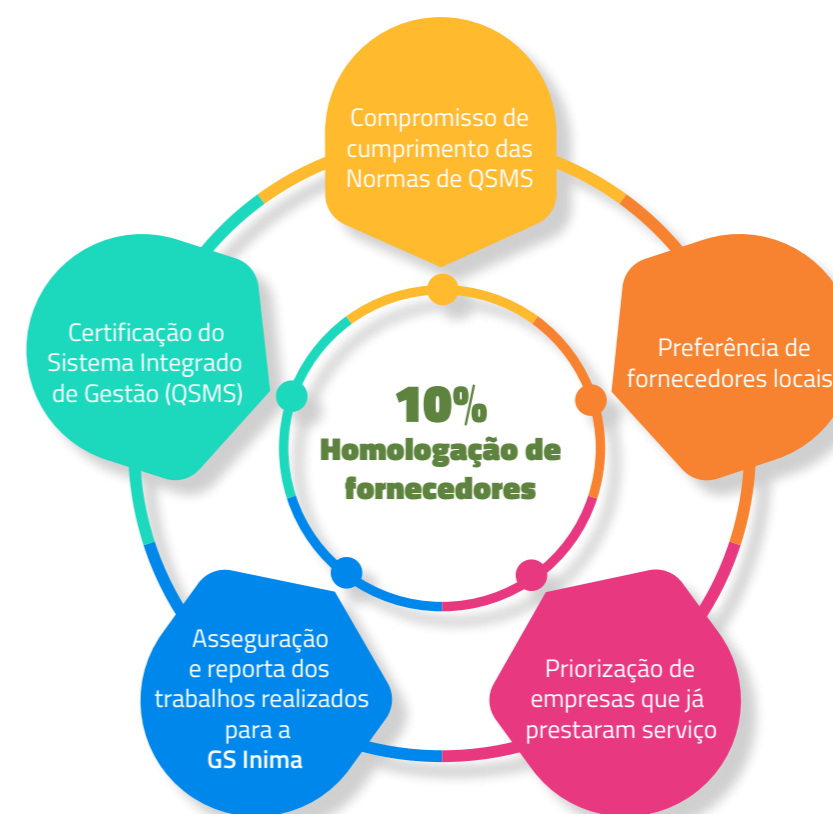 Compromisso de
cumprimento das
Normas de QSMS
Preferência de
fornecedores locais
Priorização de
empresas que já
prestaram serviço
Asseguração
e reporta dos
trabalhos realizados
para a
GS Inima
Certificação do
Sistema Integrado
de Gestão (QSMS)
10%
Homologação de
fornecedores